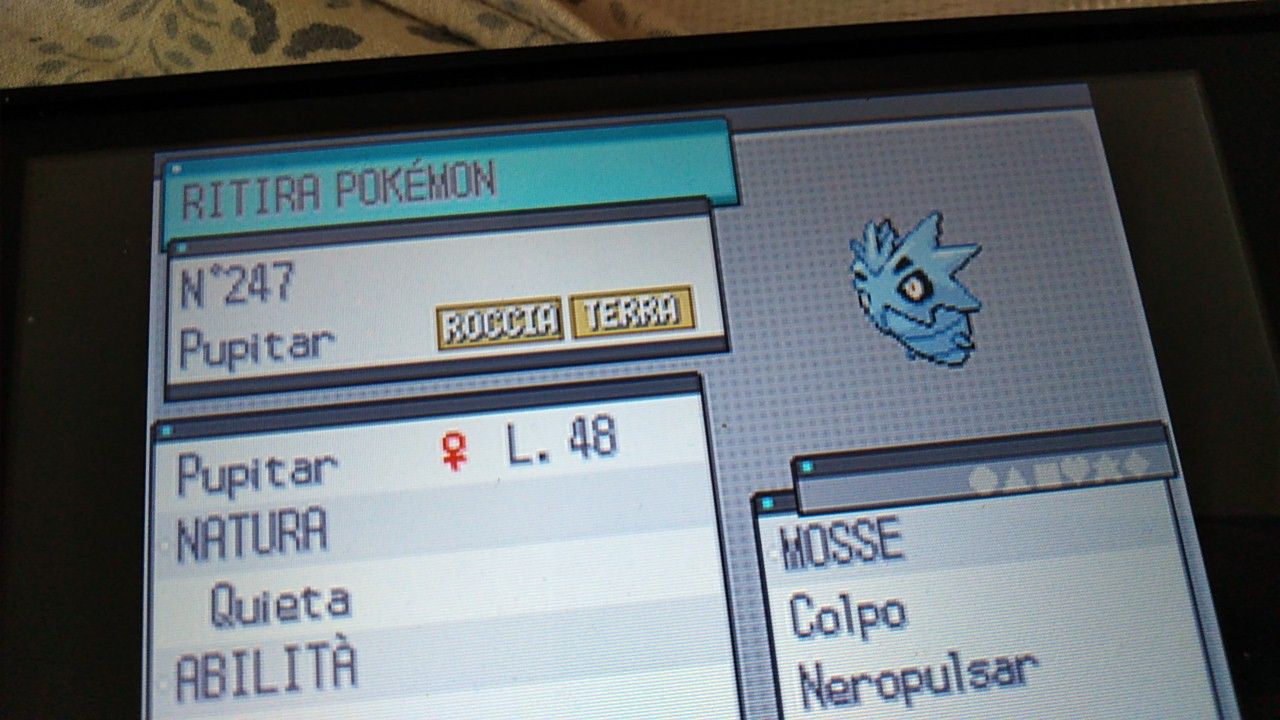 RITIRA POKÉMON
N°247
Pupitar ROCCIA TERRA
Pupitar ♀ L. 48
NATURA
Quieta
ABILITÀ
MOSSE
Colpo
Neropulsar